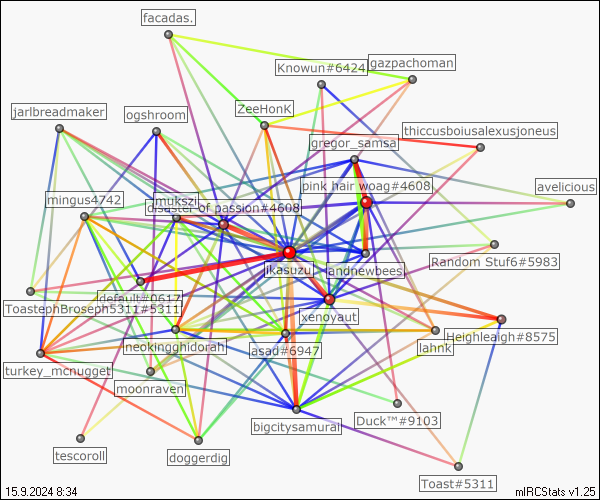 facadas.
gazpachoman
Knowun#6424
jarlbreadmaker
ogshroom
ZeeHonK
thiccusboiusalexusjoneus
gregor_samsa
pink hair woag#4608
avelicious
mingus4742
mukszi
disaster of passion#4608
Random Stuf6#5983
ikasuzu
landnewbees
ToastephBroseph5311#5311
default#0617
xenoyaut
Heighleaigh#8575
neokingghidorah
asad#6947
lahnk
turkey_mcnugget
moonraven
Duck™#9103
bigcitysamurai
tescoroll
doggerdig
Toast#5311
15.9.2024 8:34
mIRCStats v1.25